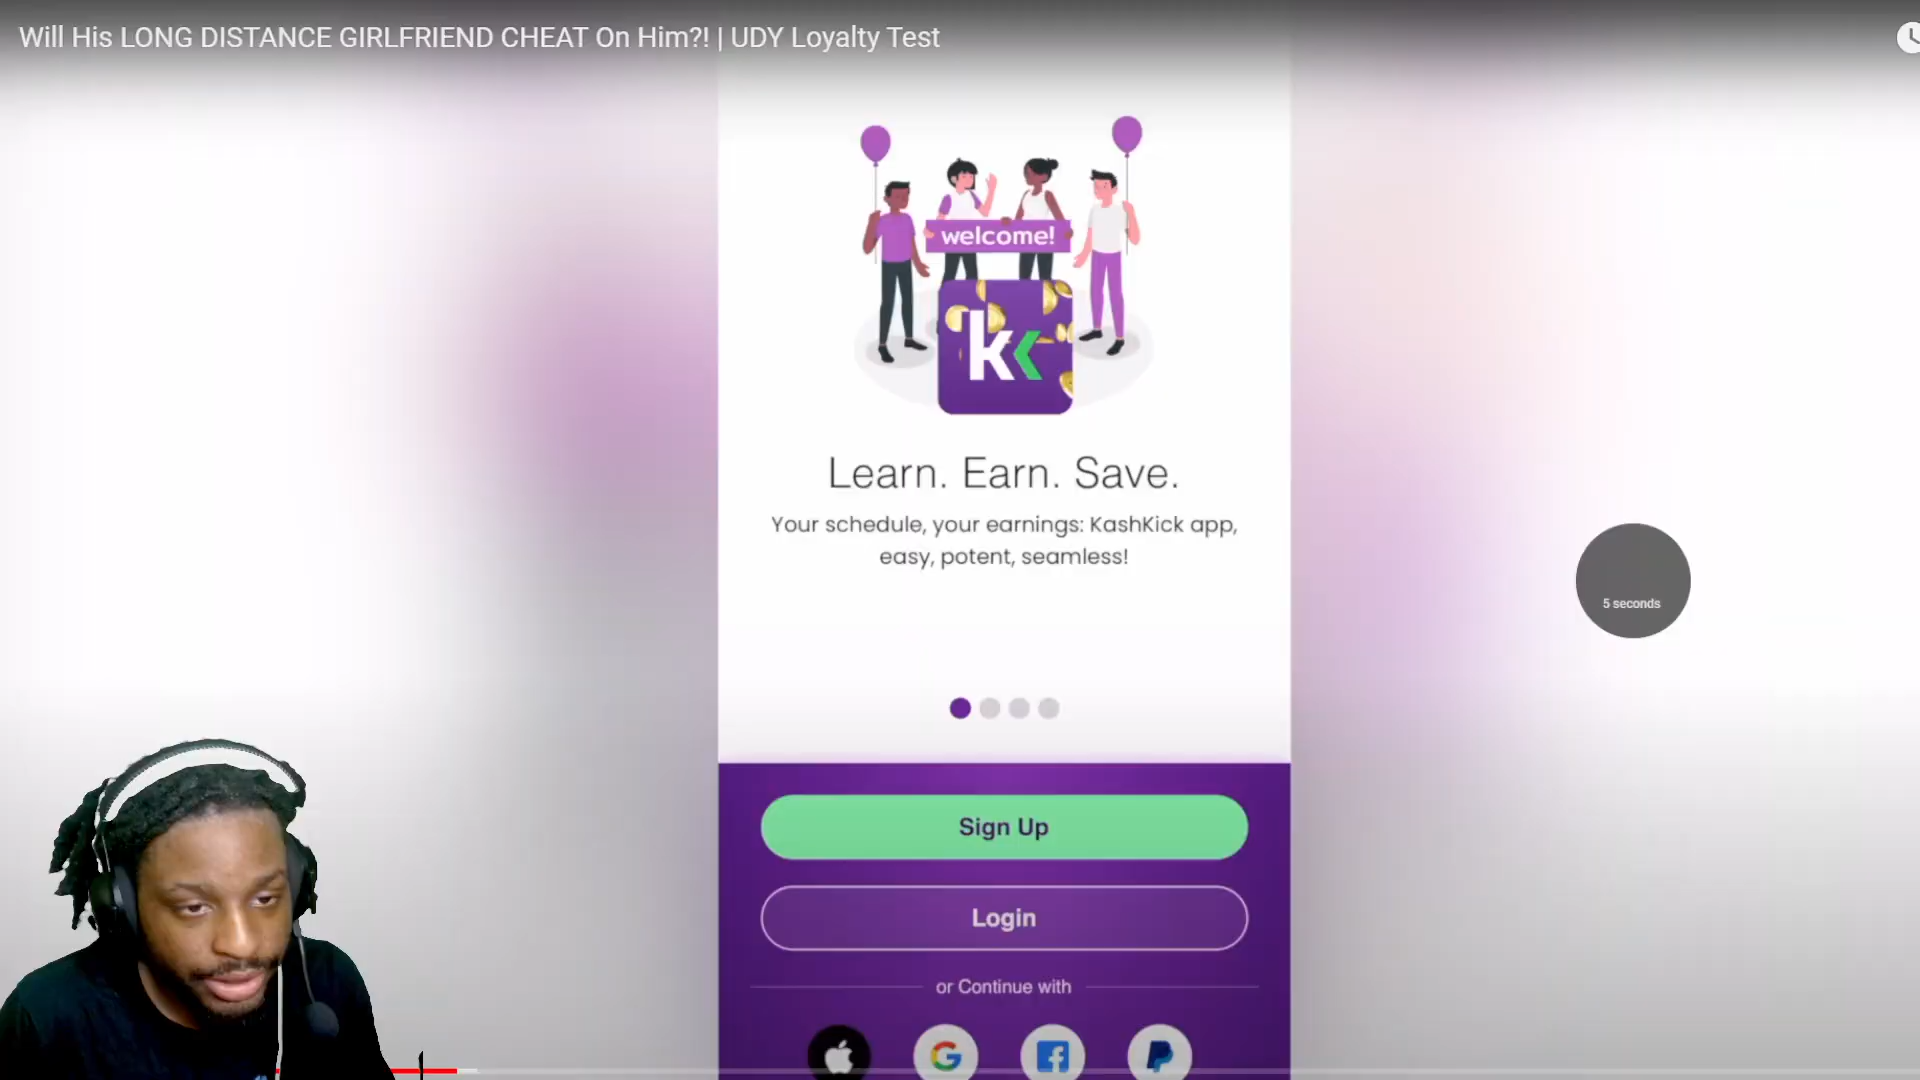 Will His LONG DISTANCE GIRLFRIEND CHEAT On Him?! | UDY Loyalty Test
welcome!
kk
Learn. Earn. Save.
Your schedule, your earnings: KashKick app,
easy, potent, seamless!
5 seconds
Sign Up
Login
or Continue with